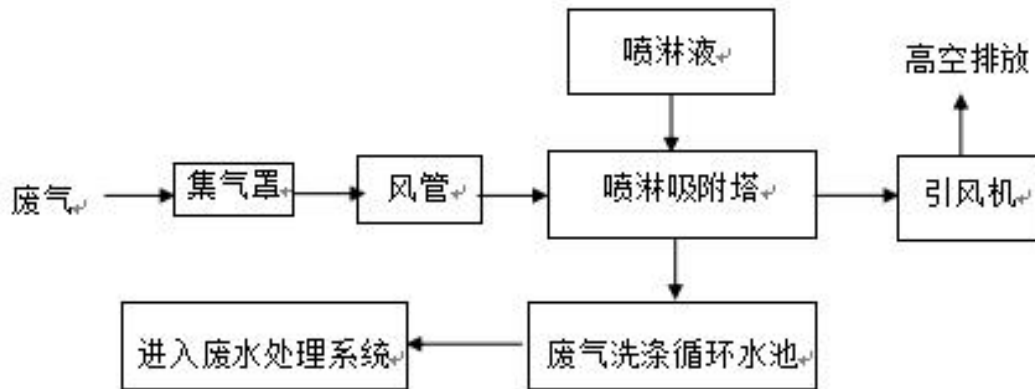 喷淋液
高空排放
废气
集气罩
风管
喷淋吸附塔
引风机
进入废水处理系统
废气洗涤循环水池